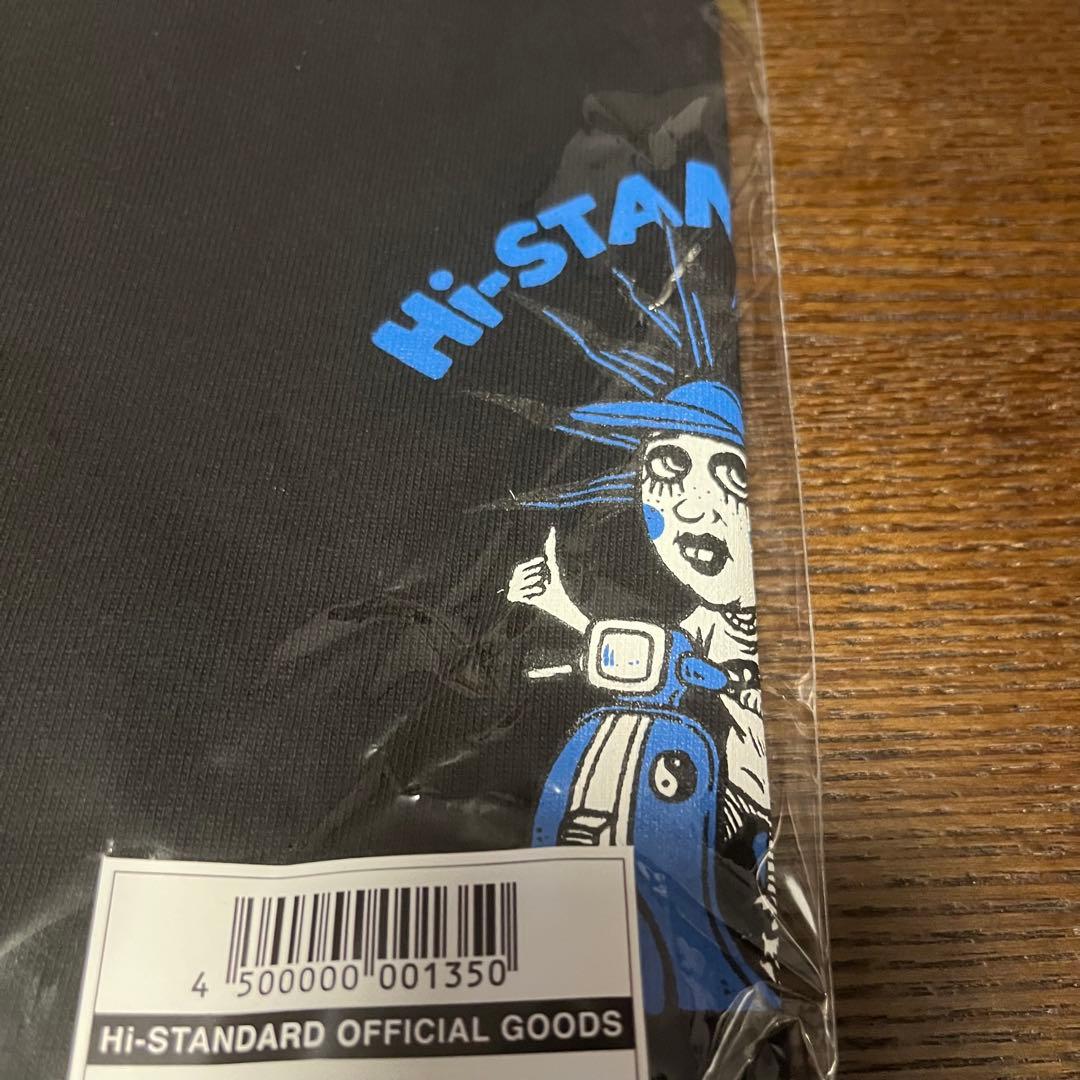 Hi-STAN
4 500000 001350
Hi-STANDARD OFFICIAL GOODS